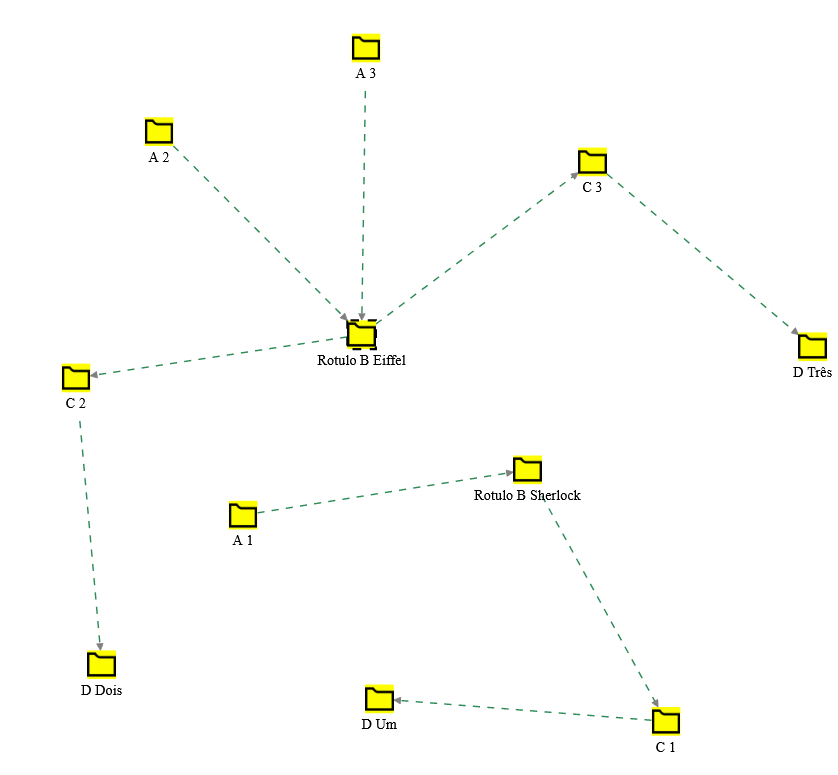 A 3
A 2
C 3
Rotulo B Eiffel
D Três
C 2
Rotulo B Sherlock
A 1
D Dois
D Um
C 1